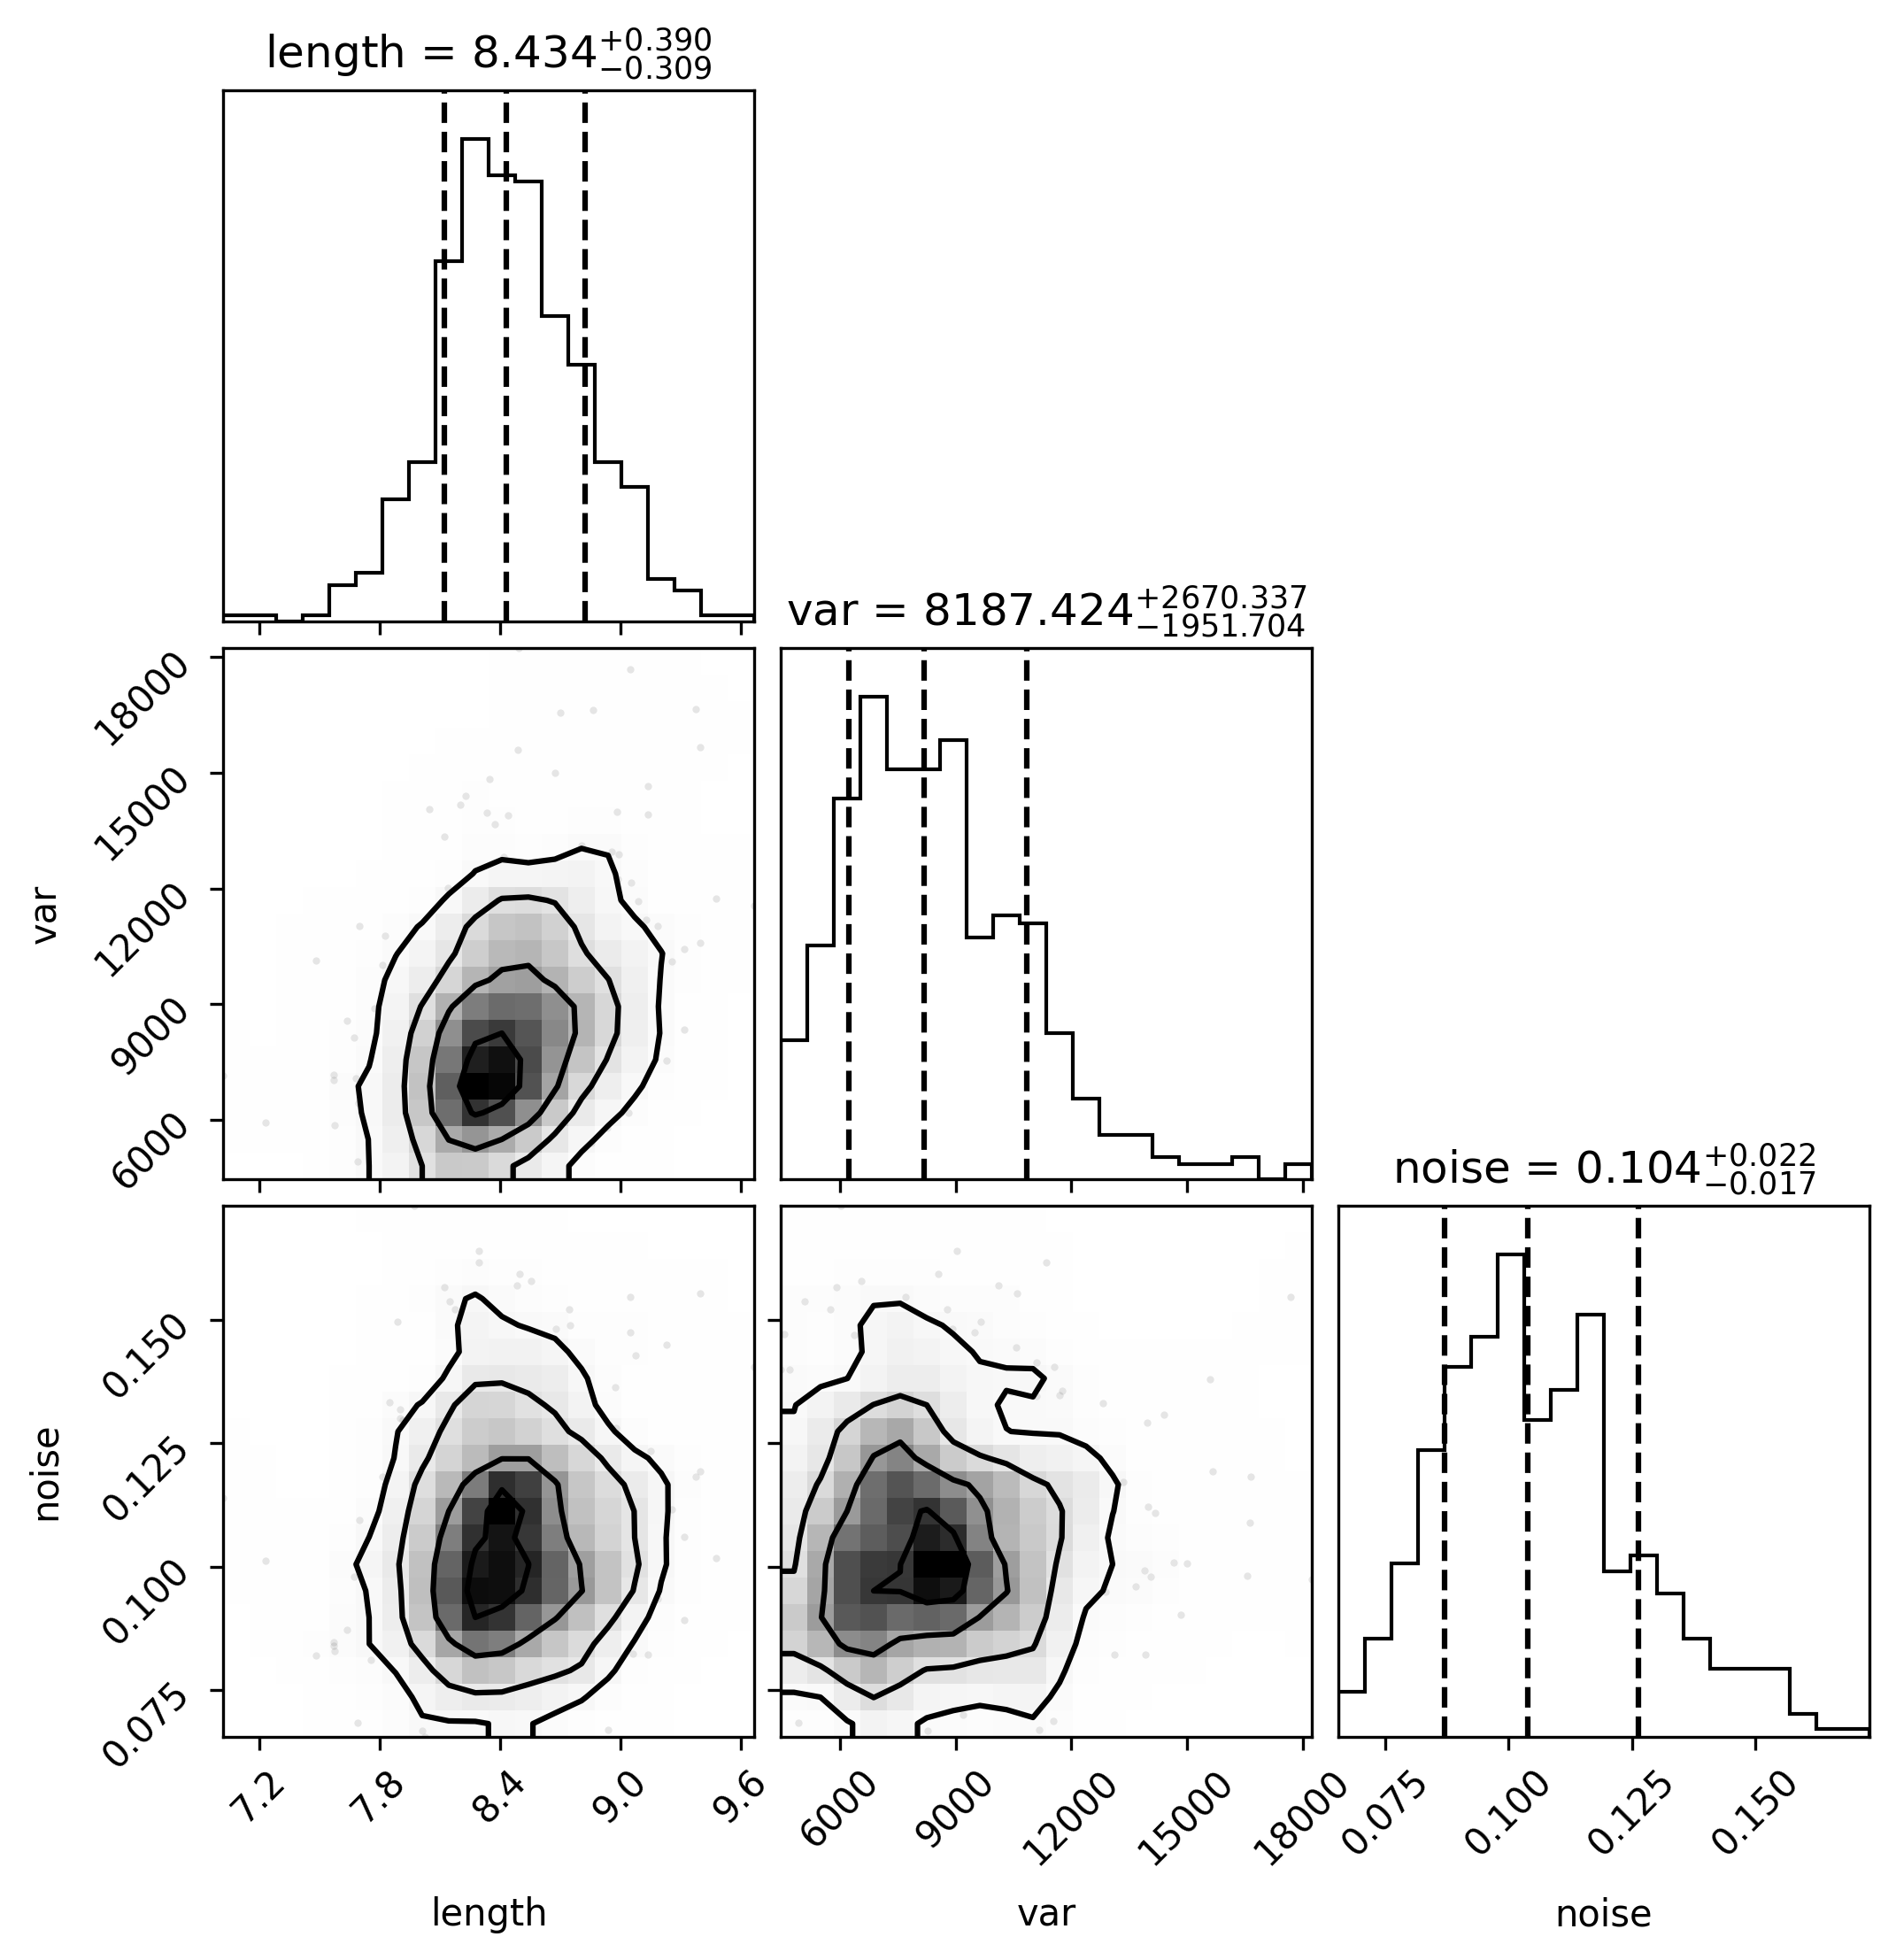 length = 8.434 +0.390 −0.309
var = 8187.424 +2670.337 −1951.704
18000
15000
12000
9000
6000
var
noise = 0.104 +0.022 −0.017
0.150
0.125
0.100
0.075
noise
7.2 7.8 8.4 9.0 9.6 6000 9000 12000 15000 18000 0.075 0.100 0.125 0.150
length var noise